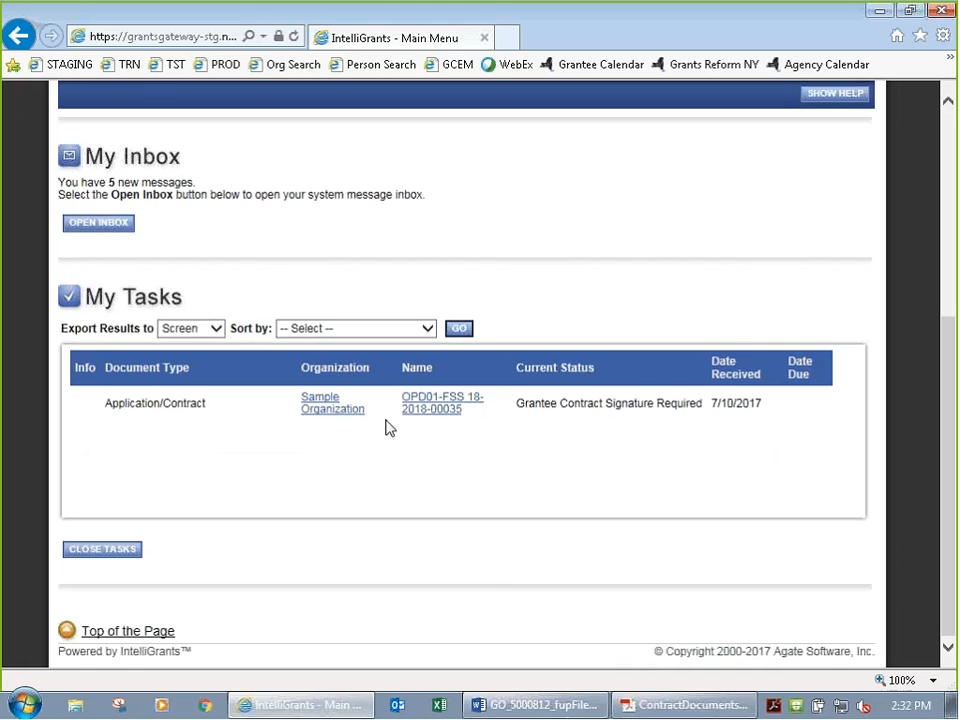 https://grantsgateway-stg.n...
IntelliGrants - Main Menu
STAGING TRN TST PROD Org Search Person Search GCEM WebEx Grantee Calendar Grants Reform NY Agency Calendar
SHOW HELP
My Inbox
You have 5 new messages.
Select the Open Inbox button below to open your system message inbox.
OPEN INBOX
My Tasks
Export Results to Screen Sort by: -- Select -- GO
Info Document Type Organization Name Current Status Date Received Date Due
Application/Contract Sample Organization OPD01-FSS 18-2018-00035 Grantee Contract Signature Required 7/10/2017
CLOSE TASKS
Top of the Page
Powered by IntelliGrants™ © Copyright 2000-2017 Agate Software, Inc.
100%
IntelliGrants - Main ... GO_5000812_fupFile... ContractDocuments... 2:32 PM